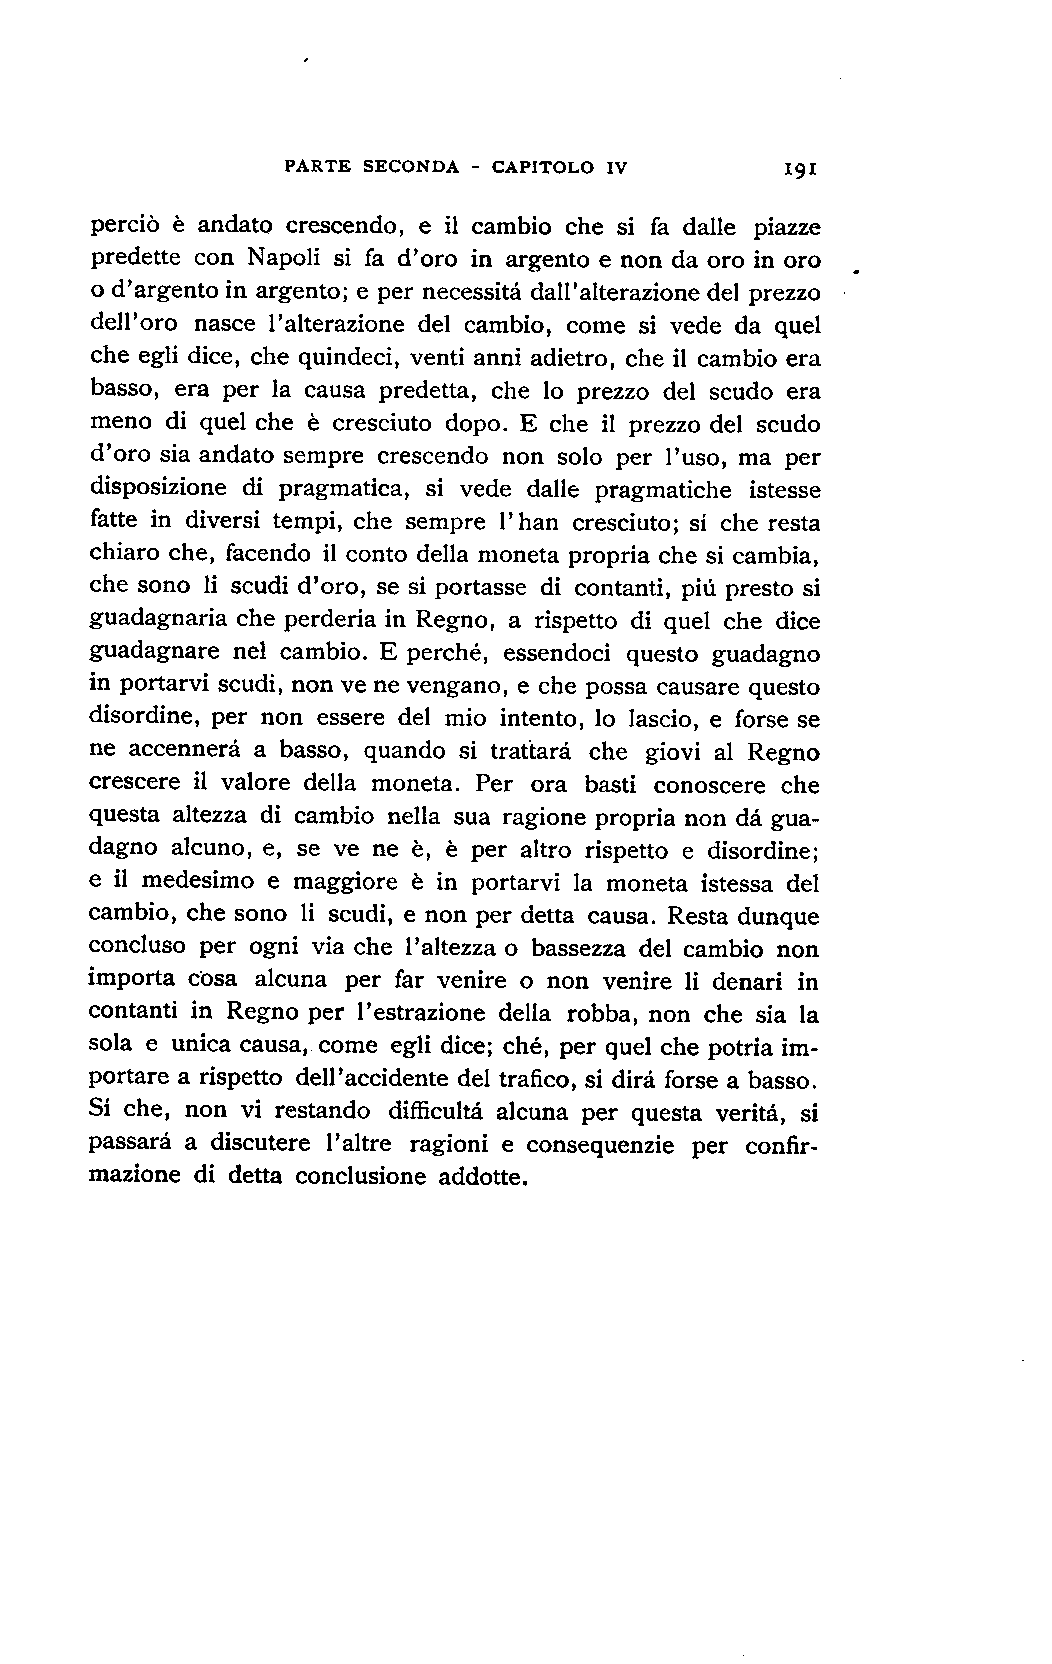 PARTE SECONDA - CAPITOLO IV 191
perciò è andato crescendo, e il cambio che si fa dalle piazze
predette con Napoli si fa d'oro in argento e non da oro in oro
o d'argento in argento; e per necessitá dall'alterazione del prezzo
dell'oro nasce l'alterazione del cambio, come si vede da quel
che egli dice, che quindeci, venti anni adietro, che il cambio era
basso, era per la causa predetta, che lo prezzo del scudo era
meno di quel che è cresciuto dopo. E che il prezzo del scudo
d'oro sia andato sempre crescendo non solo per l'uso, ma per
disposizione di pragmatica, si vede dalle pragmatiche istesse
fatte in diversi tempi, che sempre l'han cresciuto; sí che resta
chiaro che, facendo il conto della moneta propria che si cambia,
che sono li scudi d'oro, se si portasse di contanti, piú presto si
guadagnaria che perderia in Regno, a rispetto di quel che dice
guadagnare nel cambio. E perché, essendoci questo guadagno
in portarvi scudi, non ve ne vengano, e che possa causare questo
disordine, per non essere del mio intento, lo lascio, e forse se
ne accennerá a basso, quando si trattará che giovi al Regno
crescere il valore della moneta. Per ora basti conoscere che
questa altezza di cambio nella sua ragione propria non dá gua-
dagno alcuno, e, se ve ne è, è per altro rispetto e disordine;
e il medesimo e maggiore è in portarvi la moneta istessa del
cambio, che sono li scudi, e non per detta causa. Resta dunque
concluso per ogni via che l'altezza o bassezza del cambio non
importa cosa alcuna per far venire o non venire li denari in
contanti in Regno per l'estrazione della robba, non che sia la
sola e unica causa, come egli dice; ché, per quel che potria im-
portare a rispetto dell'accidente del trafico, si dirá forse a basso.
Sí che, non vi restando difficultá alcuna per questa veritá, si
passará a discutere l'altre ragioni e consequenzie per confir-
mazione di detta conclusione addotte.